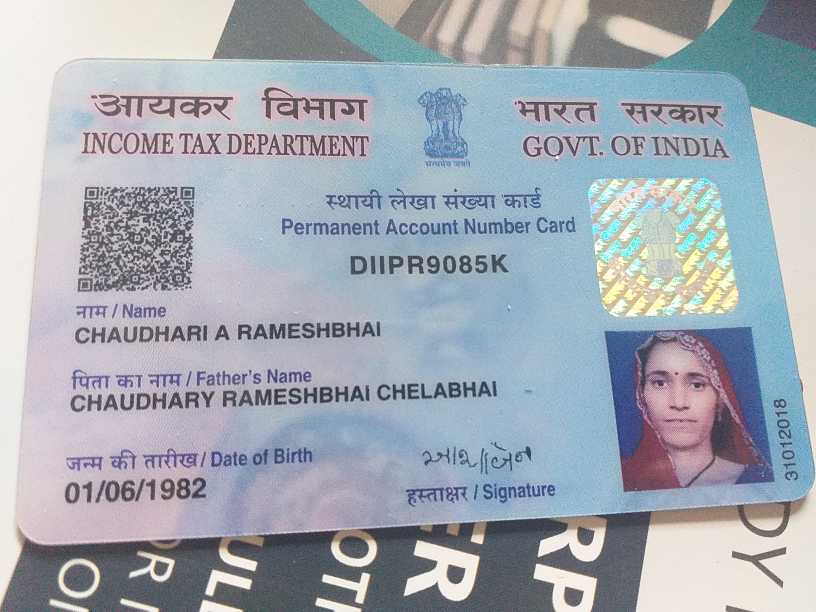 आयकर विभाग
INCOME TAX DEPARTMENT
सत्यमेव जयते
भारत सरकार
GOVT. OF INDIA
स्थायी लेखा संख्या कार्ड
Permanent Account Number Card
DIIPR9085K
नाम / Name
CHAUDHARI A RAMESHBHAI
पिता का नाम / Father's Name
CHAUDHARY RAMESHBHAI CHELABHAI
जन्म की तारीख / Date of Birth
01/06/1982
हस्ताक्षर / Signature
31012018